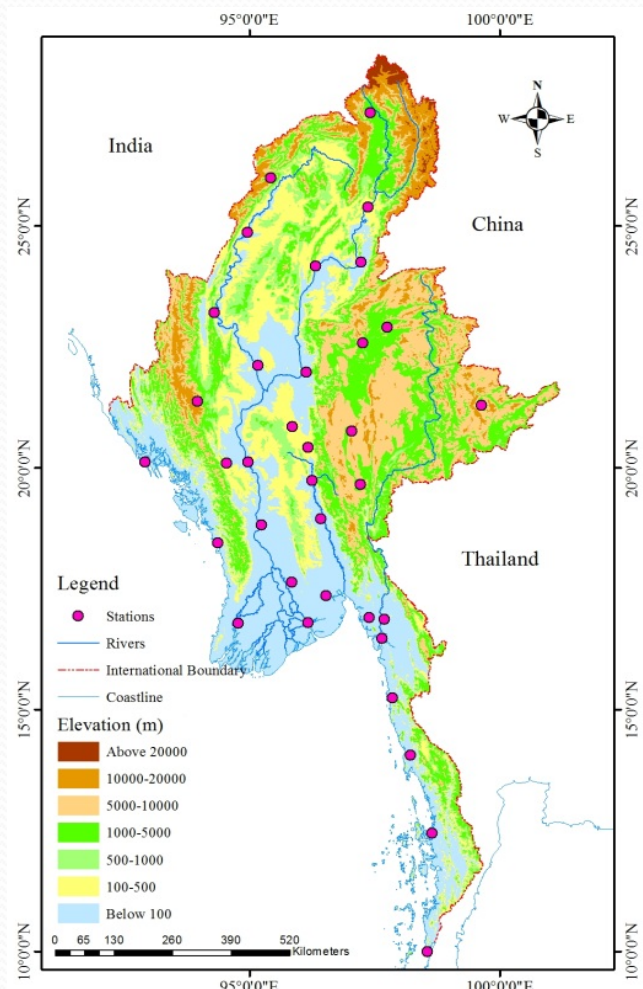 95°0'0"E 100°0'0"E
India
N
W E
S
China
25°0'0"N 25°0'0"N
20°0'0"N 20°0'0"N
Thailand
Legend
Stations
Rivers
International Boundary
Coastline
15°0'0"N 15°0'0"N
Elevation (m)
Above 20000
10000-20000
5000-10000
1000-5000
500-1000
100-500
Below 100
0 65 130 260 390 520
Kilometers
10°0'0"N 10°0'0"N
95°0'0"E 100°0'0"E